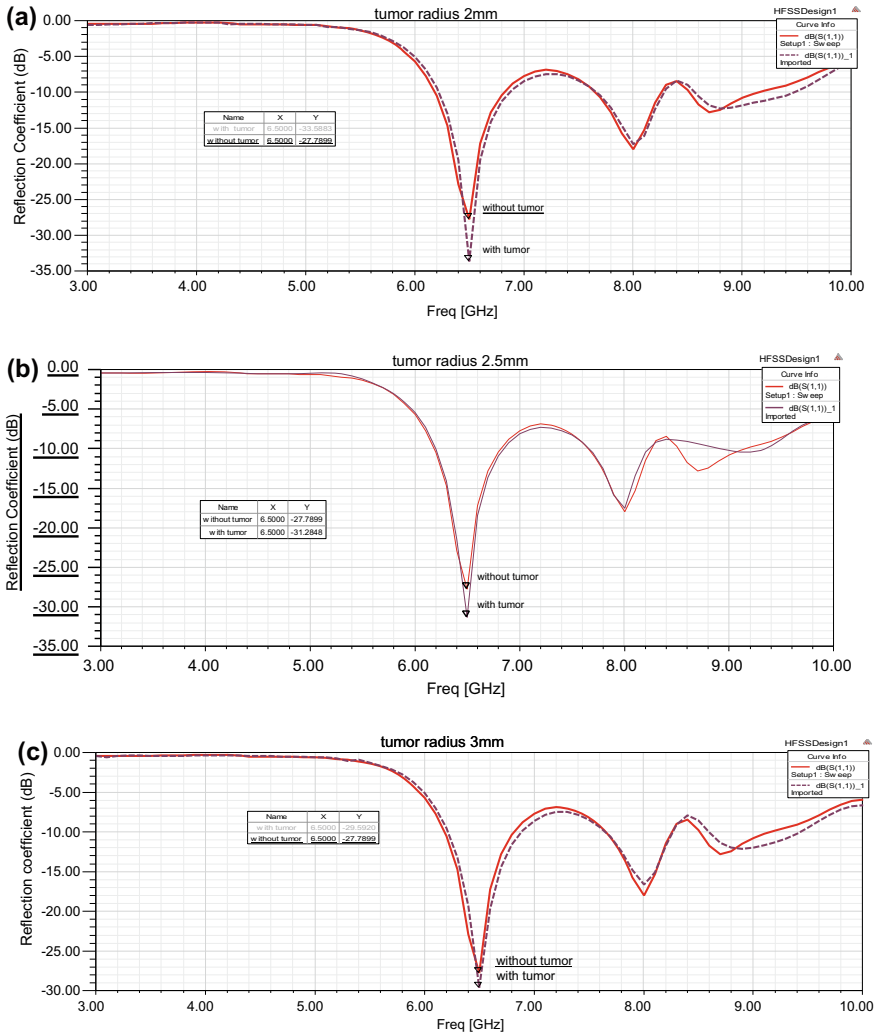 (a)
tumor radius 2mm
HFSSDesign1
Curve Info
dB(S(1,1))
Setup1 : Sweep
dB(S(1,1))_1
Imported
Reflection Coefficient (dB)
0.00
-5.00
-10.00
-15.00
-20.00
-25.00
-30.00
-35.00
Name X Y
with tumor 6.5000 -33.5883
without tumor 6.5000 -27.7899
without tumor
with tumor
3.00 4.00 5.00 6.00 7.00 8.00 9.00 10.00
Freq [GHz]
(b)
tumor radius 2.5mm
HFSSDesign1
Curve Info
dB(S(1,1))
Setup1 : Sweep
dB(S(1,1))_1
Imported
Reflection Coefficient (dB)
0.00
-5.00
-10.00
-15.00
-20.00
-25.00
-30.00
-35.00
Name X Y
without tumor 6.5000 -27.7899
with tumor 6.5000 -31.2848
without tumor
with tumor
3.00 4.00 5.00 6.00 7.00 8.00 9.00 10.00
Freq [GHz]
(c)
tumor radius 3mm
HFSSDesign1
Curve Info
dB(S(1,1))
Setup1 : Sweep
dB(S(1,1))_1
Imported
Reflection coefficient (dB)
0.00
-5.00
-10.00
-15.00
-20.00
-25.00
-30.00
Name X Y
with tumor 6.5000 -29.5920
without tumor 6.5000 -27.7899
without tumor
with tumor
3.00 4.00 5.00 6.00 7.00 8.00 9.00 10.00
Freq [GHz]